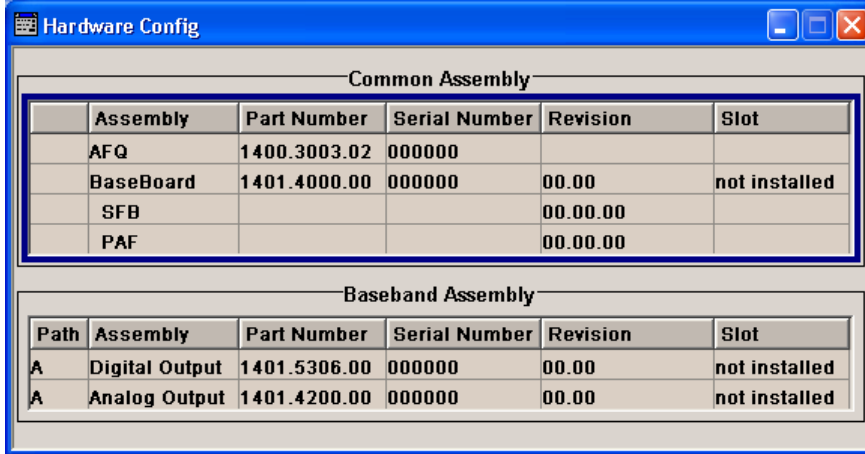 Hardware Config
Common Assembly
Assembly Part Number Serial Number Revision Slot
AFQ 1400.3003.02 000000
BaseBoard 1401.4000.00 000000 00.00 not installed
SFB 00.00.00
PAF 00.00.00
Baseband Assembly
Path Assembly Part Number Serial Number Revision Slot
A Digital Output 1401.5306.00 000000 00.00 not installed
A Analog Output 1401.4200.00 000000 00.00 not installed